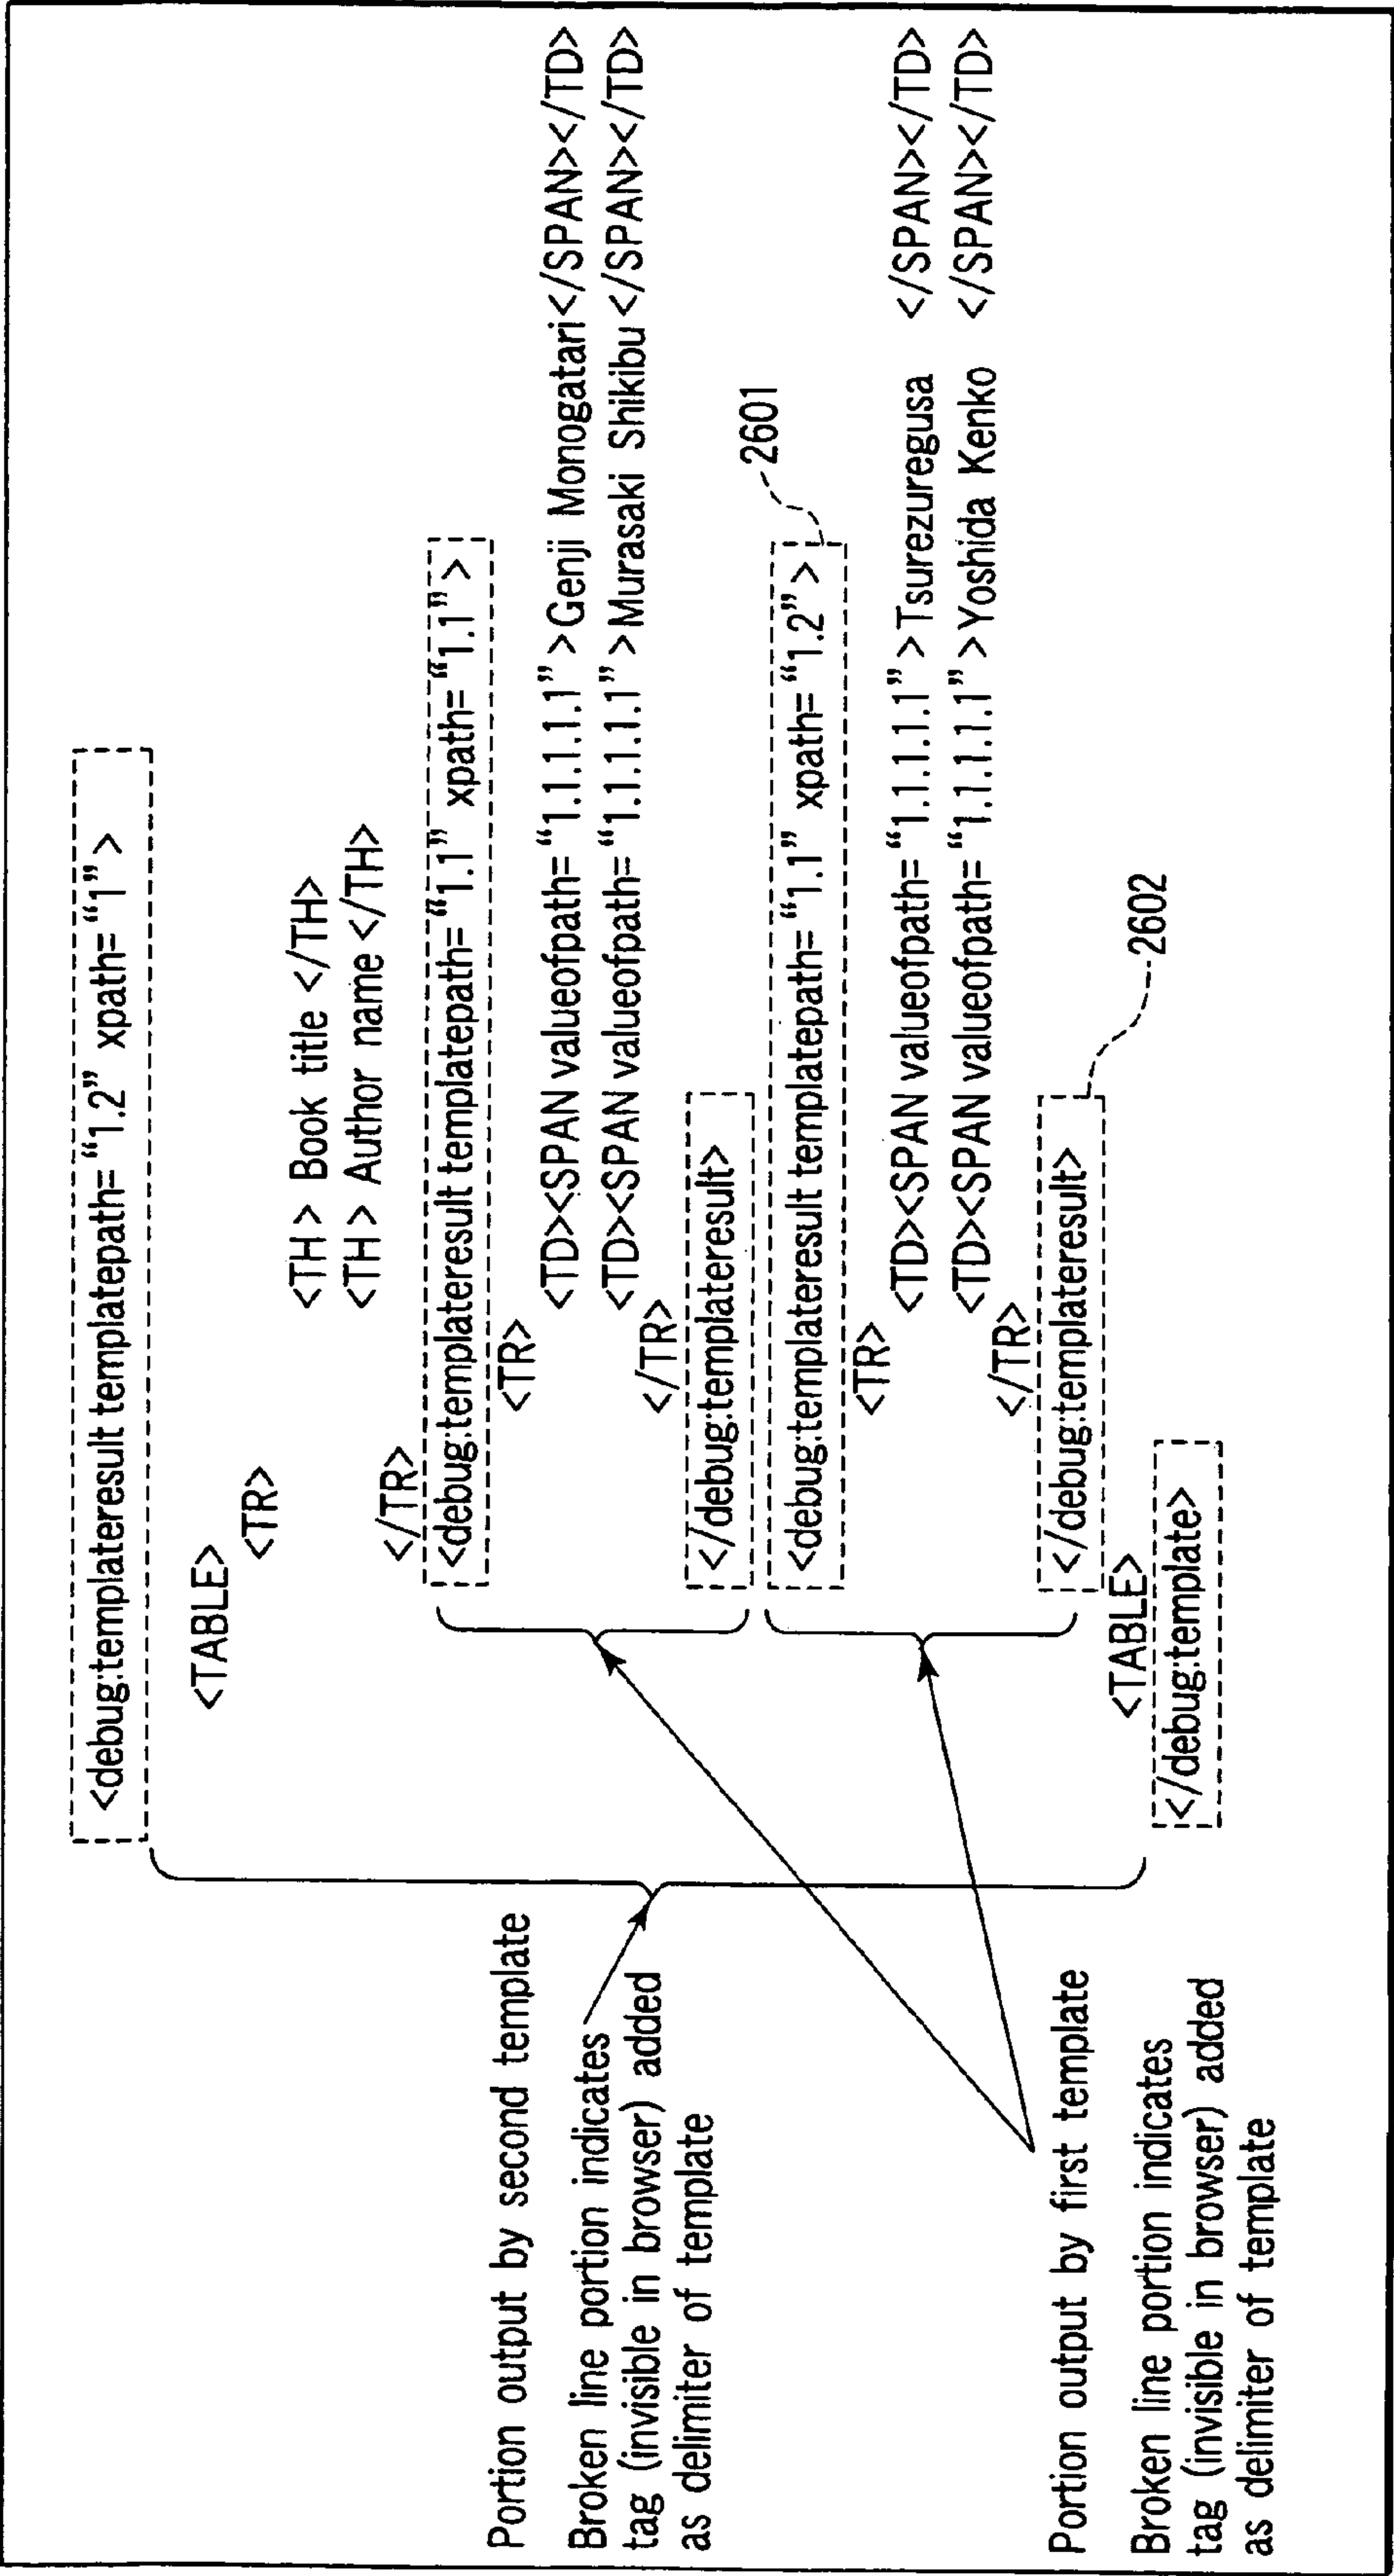 <debug:templateresult templatepath=“1.2” xpath=“1”>
<TABLE>
<TR>
<TH> Book title </TH>
<TH> Author name </TH>
</TR>
<debug:templateresult templatepath=“1.1” xpath=“1.1”>
<TR>
<TD><SPAN valueofpath=“1.1.1.1”>Genji Monogatari</SPAN></TD>
<TD><SPAN valueofpath=“1.1.1.1.1”>Murasaki Shikibu</SPAN></TD>
</TR>
</debug:templateresult>
<debug:templateresult templatepath=“1.1” xpath=“1.2”>
2601
<TR>
<TD><SPAN valueofpath=“1.1.1.1.1”>Tsurezuregusa </SPAN></TD>
<TD><SPAN valueofpath=“1.1.1.1.1”>Yoshida Kenko </SPAN></TD>
</TR>
</debug:templateresult>
2602
<TABLE>
</debug:template>
Portion output by second template
Broken line portion indicates
tag (invisible in browser) added
as delimiter of template
Portion output by first template
Broken line portion indicates
tag (invisible in browser) added
as delimiter of template